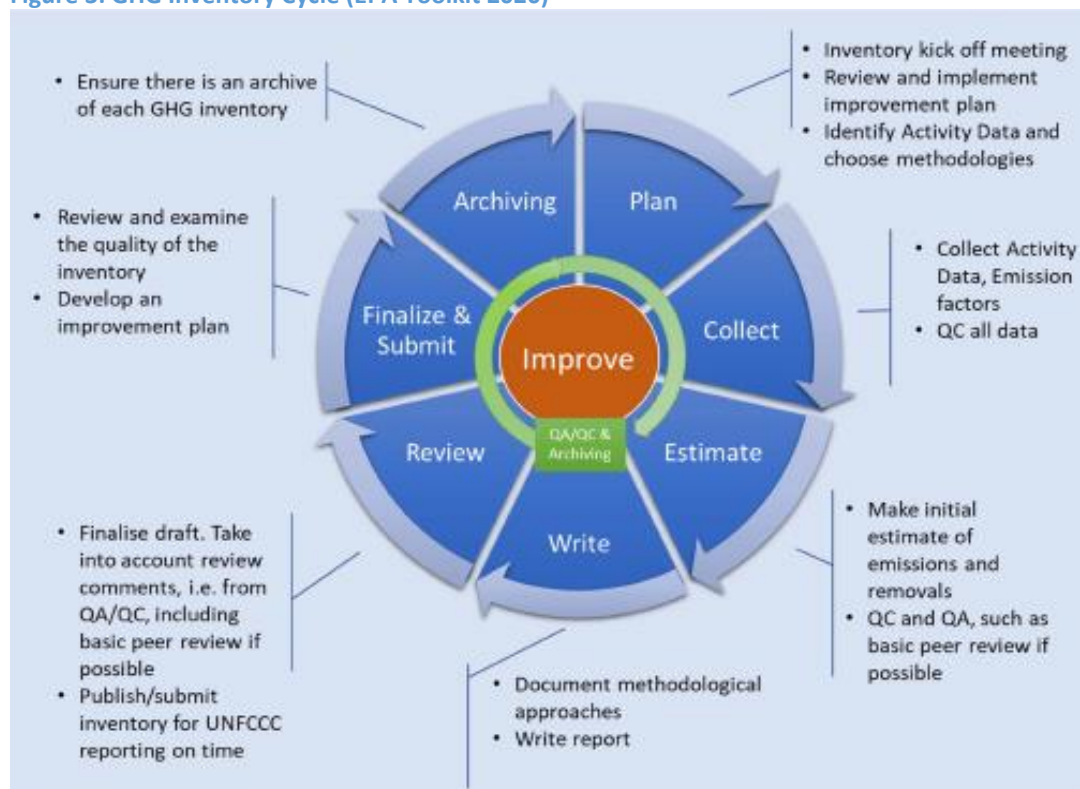 Figure 3. GHG Inventory Cycle (EPA Toolkit 2020)
• Inventory kick off meeting
• Review and implement
improvement plan
• Identify Activity Data and
choose methodologies
• Ensure there is an archive
of each GHG inventory
Archiving
Plan
• Review and examine
the quality of the
inventory
• Develop an
improvement plan
• Collect Activity
Data, Emission
factors
• QC all data
Finalize &
Submit
Collect
Improve
QA/QC &
Archiving
Review
Estimate
Write
• Finalise draft. Take
into account review
comments, i.e. from
QA/QC, including
basic peer review if
possible
• Publish/submit
inventory for UNFCCC
reporting on time
• Make initial
estimate of
emissions and
removals
• QC and QA, such as
basic peer review if
possible
• Document methodological
approaches
• Write report